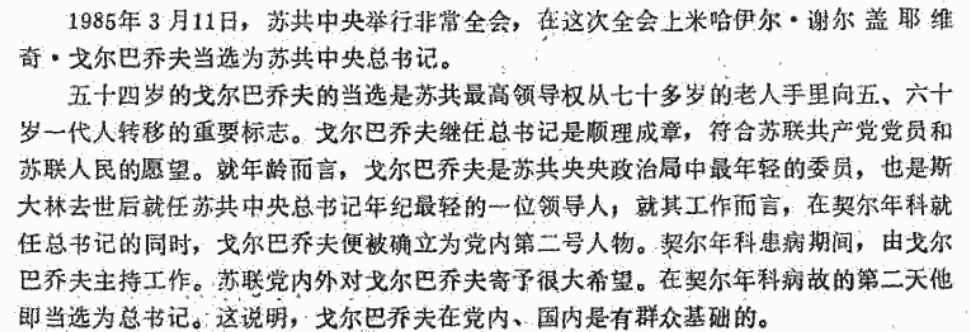 1985年3月11日，苏共中央举行非常全会，在这次全会上米哈伊尔·谢尔盖耶维
奇·戈尔巴乔夫当选为苏共中央总书记。
五十四岁的戈尔巴乔夫的当选是苏共最高领导权从七十多岁的老人手里向五、六十
岁一代人转移的重要标志。戈尔巴乔夫继任总书记是顺理成章，符合苏联共产党党员和
苏联人民的愿望。就年龄而言，戈尔巴乔夫是苏共央央政治局中最年轻的委员，也是斯
大林去世后就任苏共中央总书记年纪最轻的一位领导人；就其工作而言，在契尔年科就
任总书记的同时，戈尔巴乔夫便被确立为党内第二号人物。契尔年科患病期间，由戈尔
巴乔夫主持工作。苏联党内外对戈尔巴乔夫寄予很大希望。在契尔年科病故的第二天他
即当选为总书记。这说明，戈尔巴乔夫在党内、国内是有群众基础的。